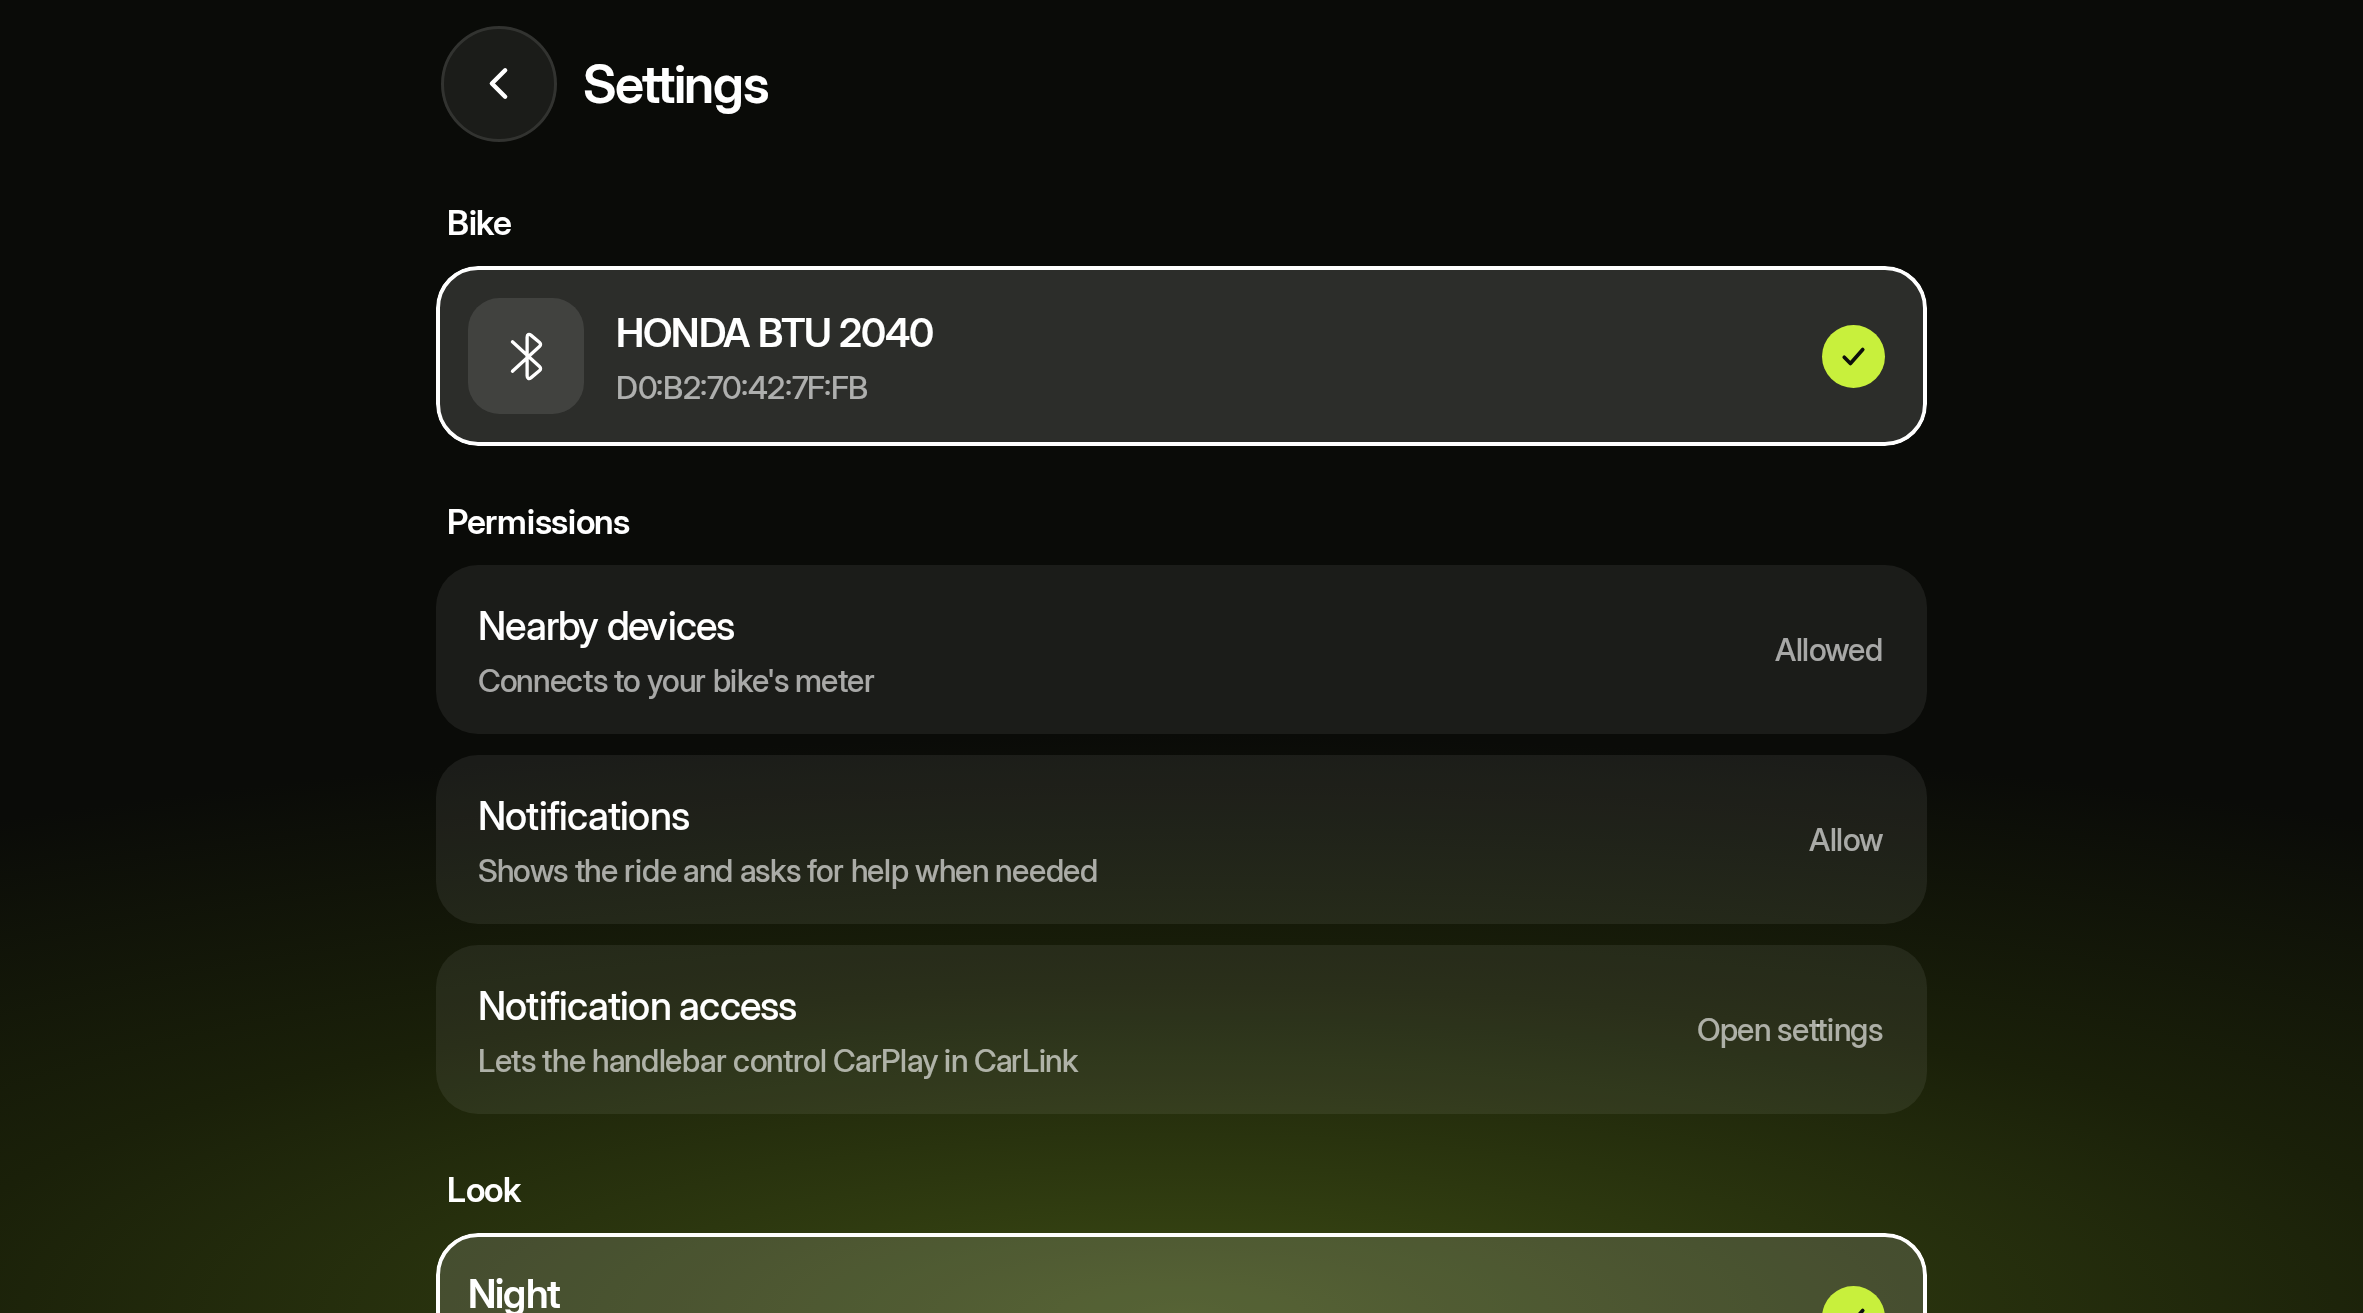 Settings
Bike
HONDA BTU 2040
D0:B2:70:42:7F:FB
Permissions
Nearby devices
Connects to your bike's meter
Allowed
Notifications
Shows the ride and asks for help when needed
Allow
Notification access
Lets the handlebar control CarPlay in CarLink
Open settings
Look
Night